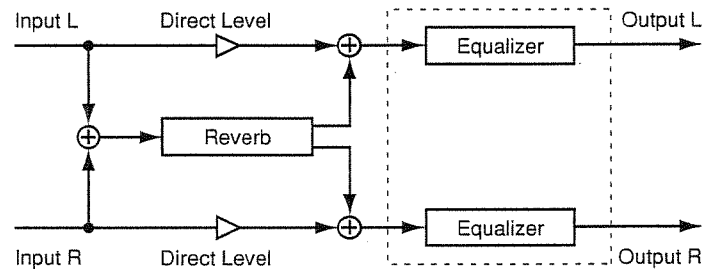 Input L
Direct Level
Output L
Equalizer
Reverb
Equalizer
Input R
Direct Level
Output R